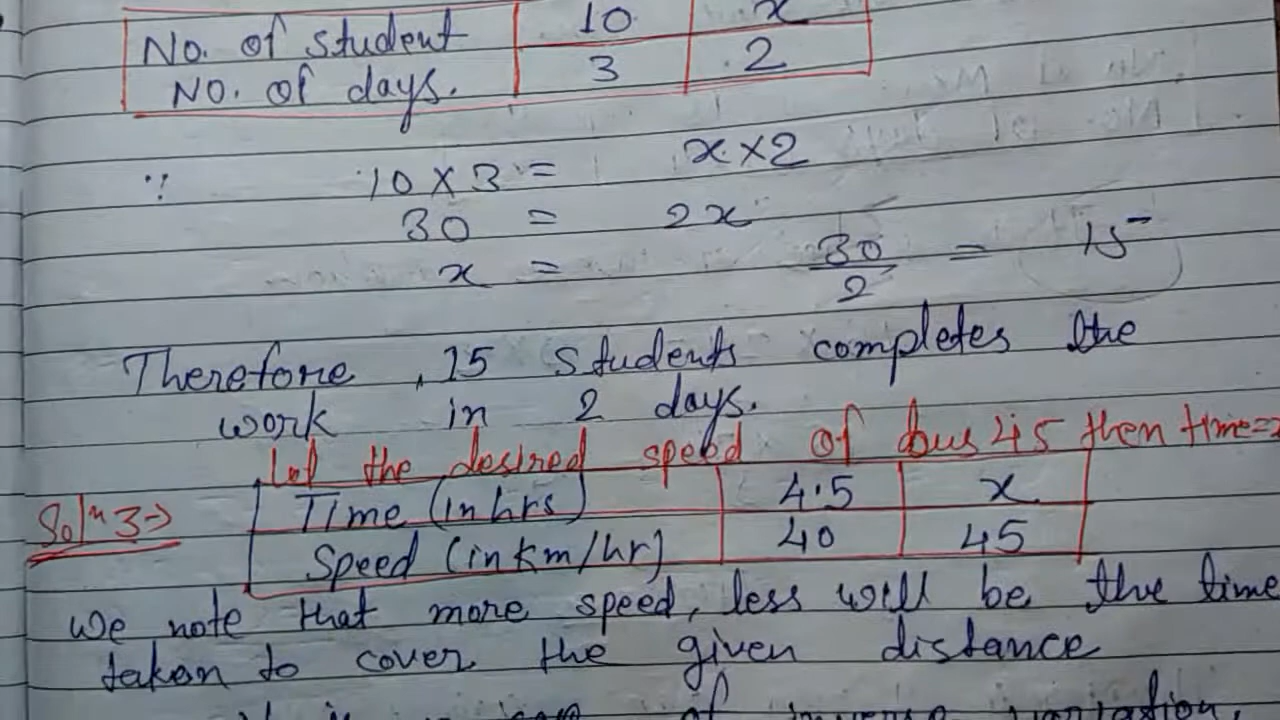 No. of student 10 x
No. of days. 3 2
∵ 10 × 3 = x × 2
30 = 2x
x = 30/2 = 15
Therefore, 15 students completes the
work in 2 days.
Let the desired speed of bus 45 then time=
Solⁿ 3→ Time (in hrs) 4.5 x
Speed (in km/hr) 40 45
We note that more speed, less will be the time
taken to cover the given distance
of inverse variation,